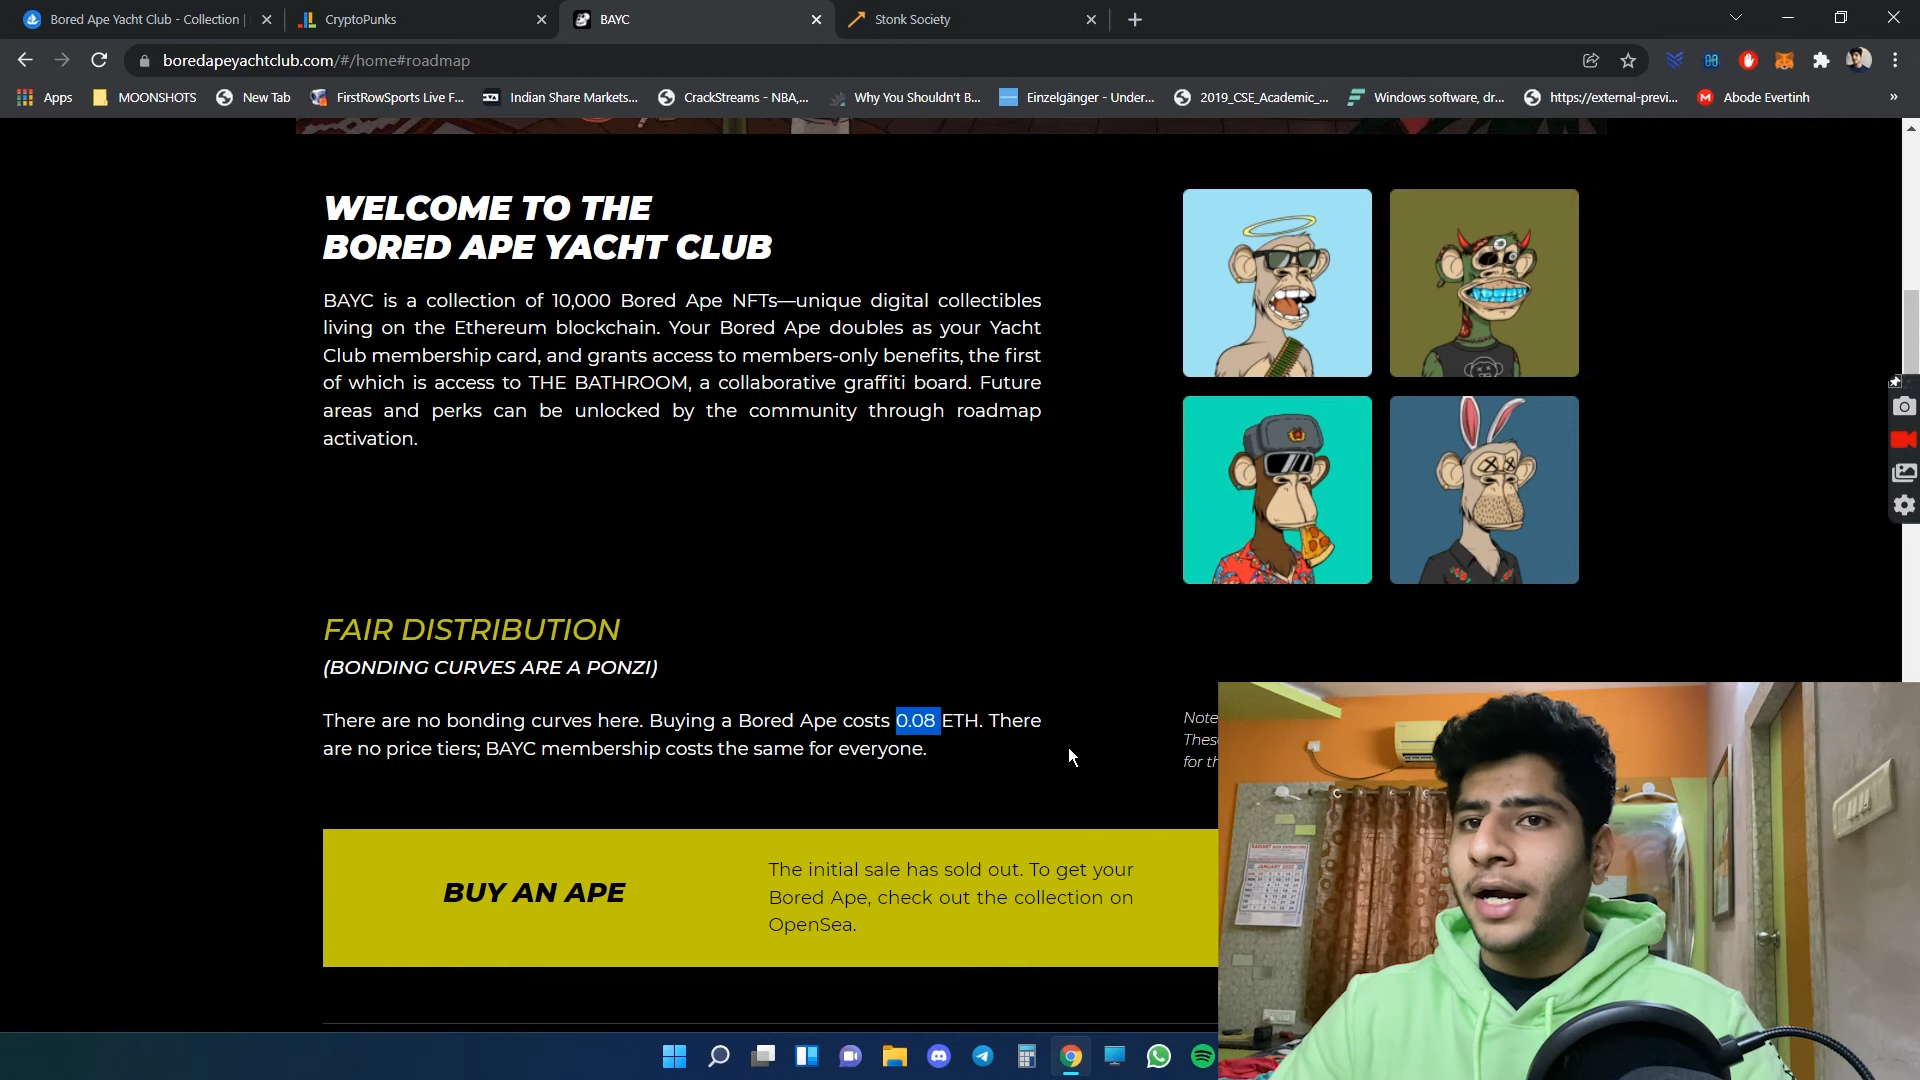 Bored Ape Yacht Club - Collection |
CryptoPunks
BAYC
Stonk Society
boredapeyachtclub.com/#/home#roadmap
Apps
MOONSHOTS
New Tab
FirstRowSports Live F...
Indian Share Markets...
CrackStreams - NBA,...
Why You Shouldn't B...
Einzelgänger - Under...
2019_CSE_Academic_...
Windows software, dr...
https://external-previ...
Abode Evertinh
»
WELCOME TO THE
BORED APE YACHT CLUB
BAYC is a collection of 10,000 Bored Ape NFTs—unique digital collectibles
living on the Ethereum blockchain. Your Bored Ape doubles as your Yacht
Club membership card, and grants access to members-only benefits, the first
of which is access to THE BATHROOM, a collaborative graffiti board. Future
areas and perks can be unlocked by the community through roadmap
activation.
FAIR DISTRIBUTION
(BONDING CURVES ARE A PONZI)
There are no bonding curves here. Buying a Bored Ape costs 0.08 ETH. There
are no price tiers; BAYC membership costs the same for everyone.
Note
These
for th
BUY AN APE
The initial sale has sold out. To get your
Bored Ape, check out the collection on
OpenSea.